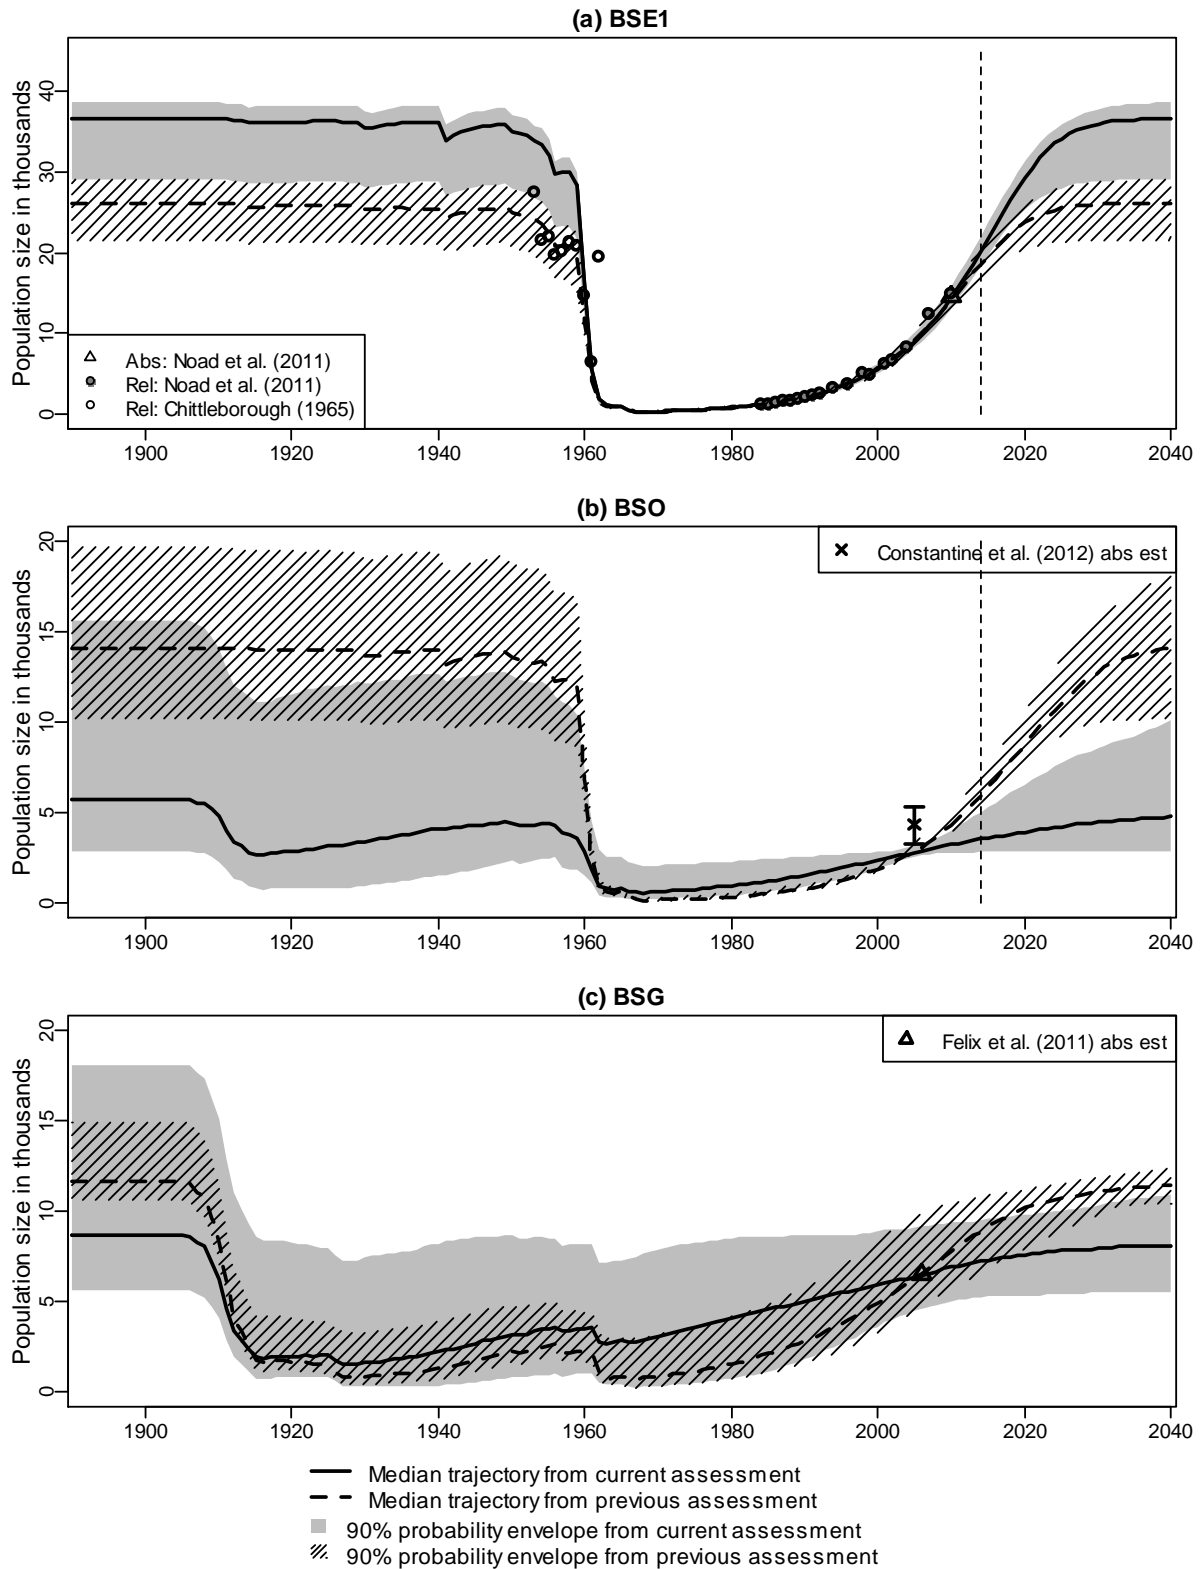 (a) BSE1
Population size in thousands
40
30
20
10
0
Abs: Noad et al. (2011)
Rel: Noad et al. (2011)
Rel: Chittleborough (1965)
1900 1920 1940 1960 1980 2000 2020 2040
(b) BSO
Population size in thousands
20
15
10
5
0
Constantine et al. (2012) abs est
1900 1920 1940 1960 1980 2000 2020 2040
(c) BSG
Population size in thousands
20
15
10
5
0
Felix et al. (2011) abs est
1900 1920 1940 1960 1980 2000 2020 2040
Median trajectory from current assessment
Median trajectory from previous assessment
90% probability envelope from current assessment
90% probability envelope from previous assessment